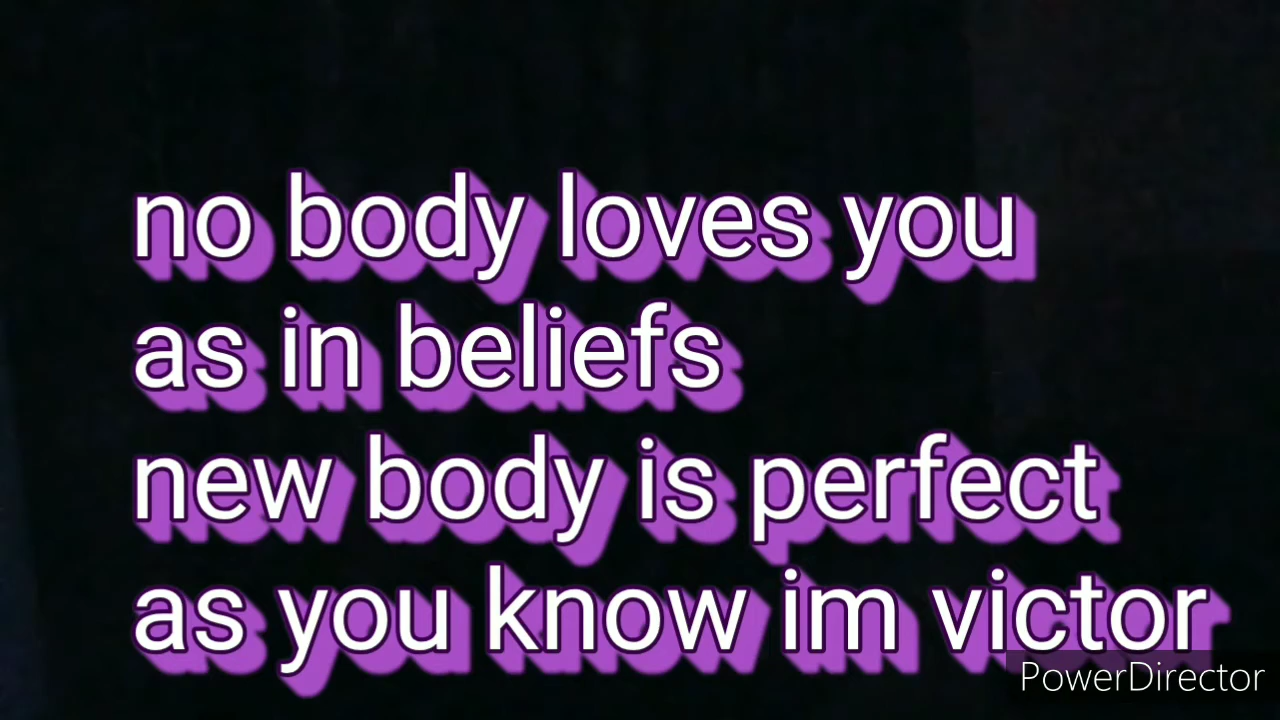 no body loves you
as in beliefs
new body is perfect
as you know im victor
PowerDirector